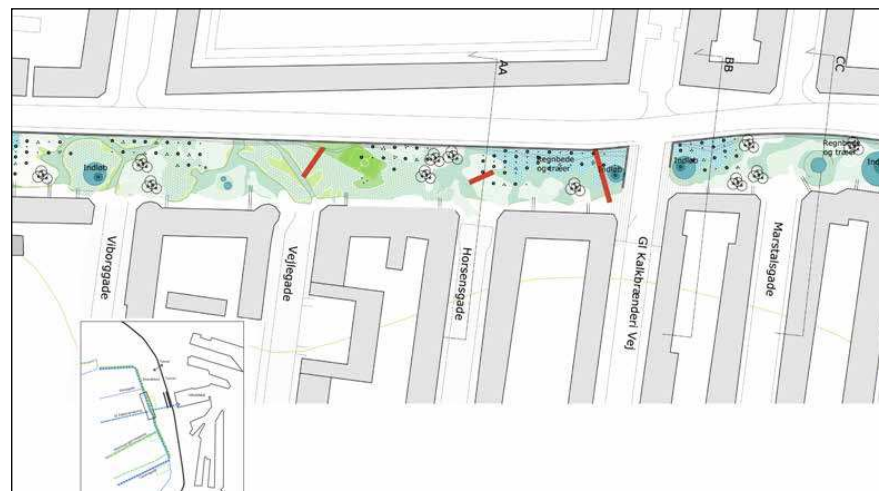 AA
BB
CC
Indløb
Regnbede
og træer
Indløb
Indløb
Regnbede
og træer
Viborggade
Vejlegade
Horsensgade
Gl Kalkbrænderi Vej
Marstalsgade